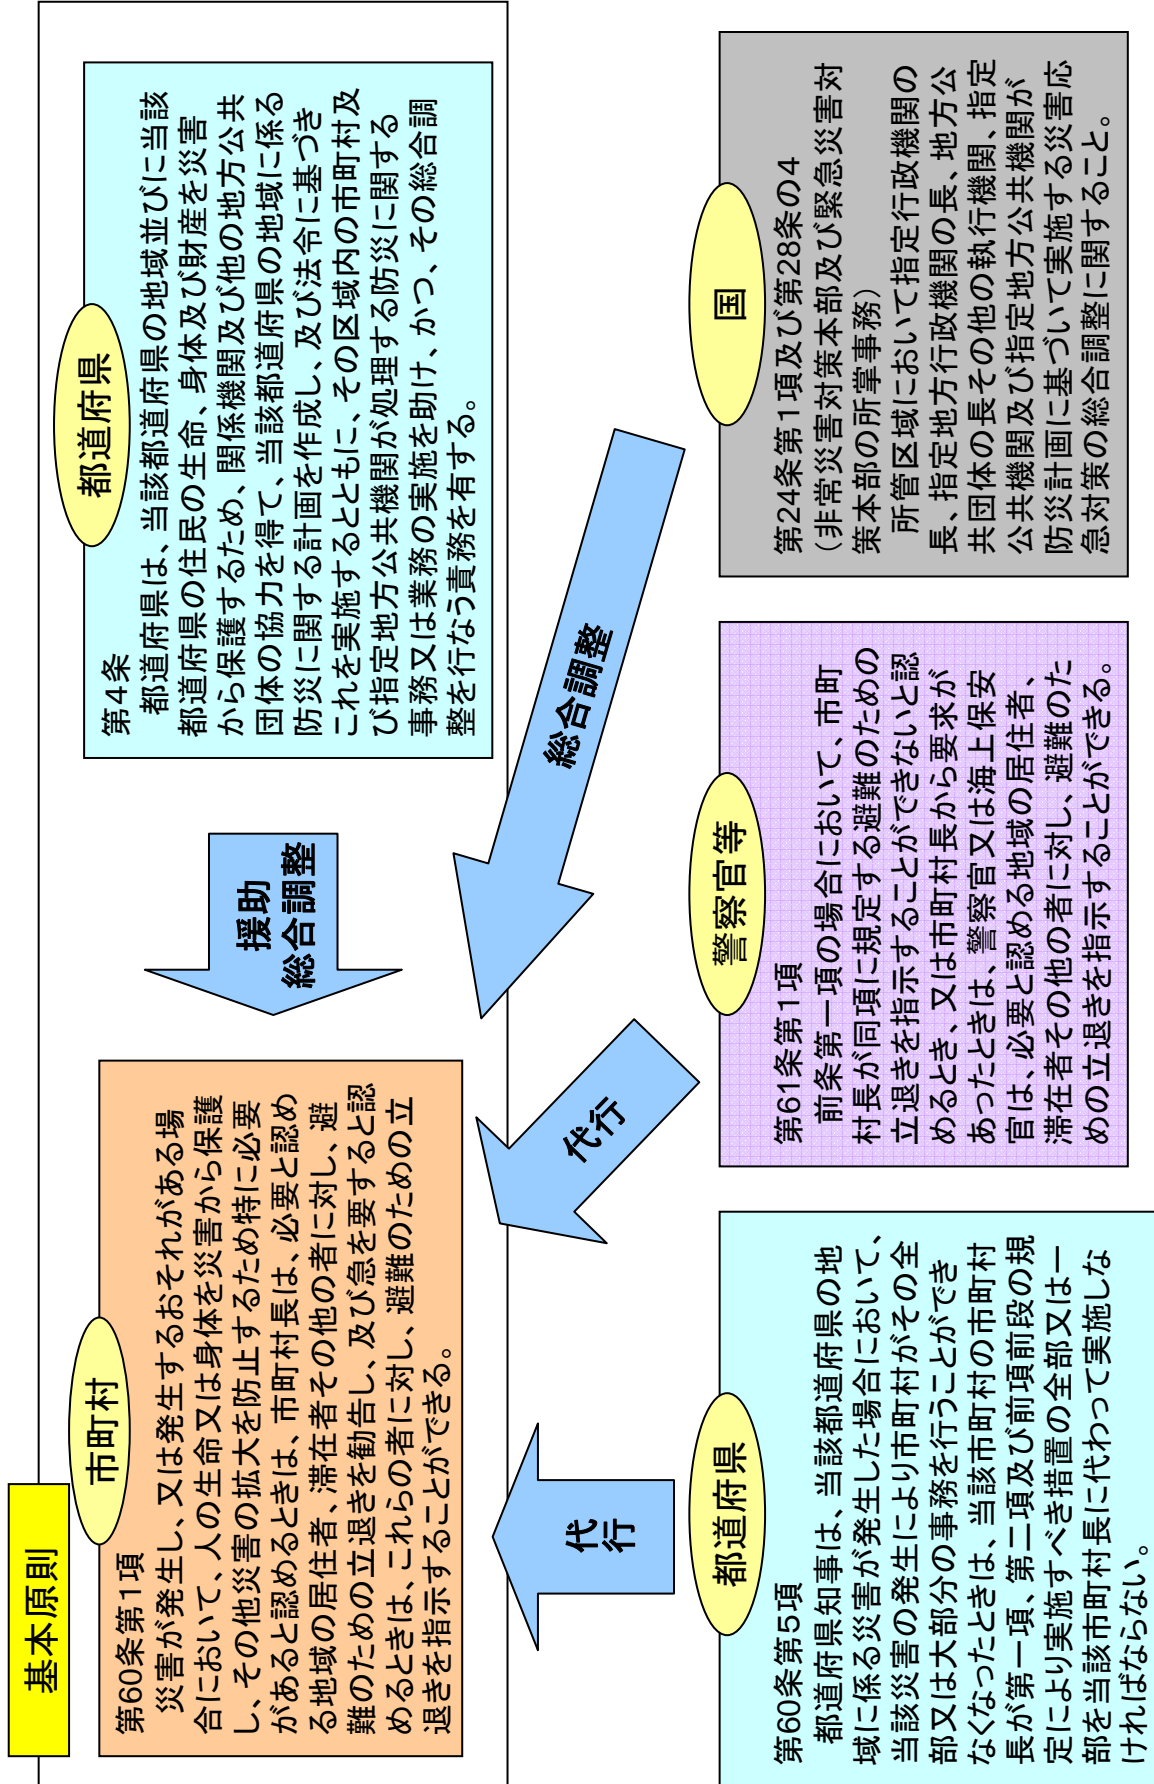 基本原則
市町村
第60条第1項
災害が発生し、又は発生するおそれがある場
合において、人の生命又は身体を災害から保護
し、その他災害の拡大を防止するため特に必要
があると認めるときは、市町村長は、必要と認め
る地域の居住者、滞在者その他の者に対し、避
難のための立退きを勧告し、及び急を要すると認
めるときは、これらの者に対し、避難のための立
退きを指示することができる。
援助
総合調整
都道府県
第4条
都道府県は、当該都道府県の地域並びに当該
都道府県の住民の生命、身体及び財産を災害
から保護するため、関係機関及び他の地方公共
団体の協力を得て、当該都道府県の地域に係る
防災に関する計画を作成し、及び法令に基づき
これを実施するとともに、その区域内の市町村及
び指定地方公共機関が処理する防災に関する
事務又は業務の実施を助け、かつ、その総合調
整を行なう責務を有する。
代行
代行
総合調整
都道府県
第60条第5項
都道府県知事は、当該都道府県の地
域に係る災害が発生した場合において、
当該災害の発生により市町村がその全
部又は大部分の事務を行うことができ
なくなったときは、当該市町村の市町村
長が第一項、第二項及び前項前段の規
定により実施すべき措置の全部又は一
部を当該市町村長に代わって実施しな
ければならない。
警察官等
第61条第1項
前条第一項の場合において、市町
村長が同項に規定する避難のための
立退きを指示することができないと認
めるとき、又は市町村長から要求が
あったときは、警察官又は海上保安
官は、必要と認める地域の居住者、
滞在者その他の者に対し、避難のた
めの立退きを指示することができる。
国
第24条第1項及び第28条の4
（非常災害対策本部及び緊急災害対
策本部の所掌事務）
所管区域において指定行政機関の
長、指定地方行政機関の長、地方公
共団体の長その他の執行機関、指定
公共機関及び指定地方公共機関が
防災計画に基づいて実施する災害応
急対策の総合調整に関すること。